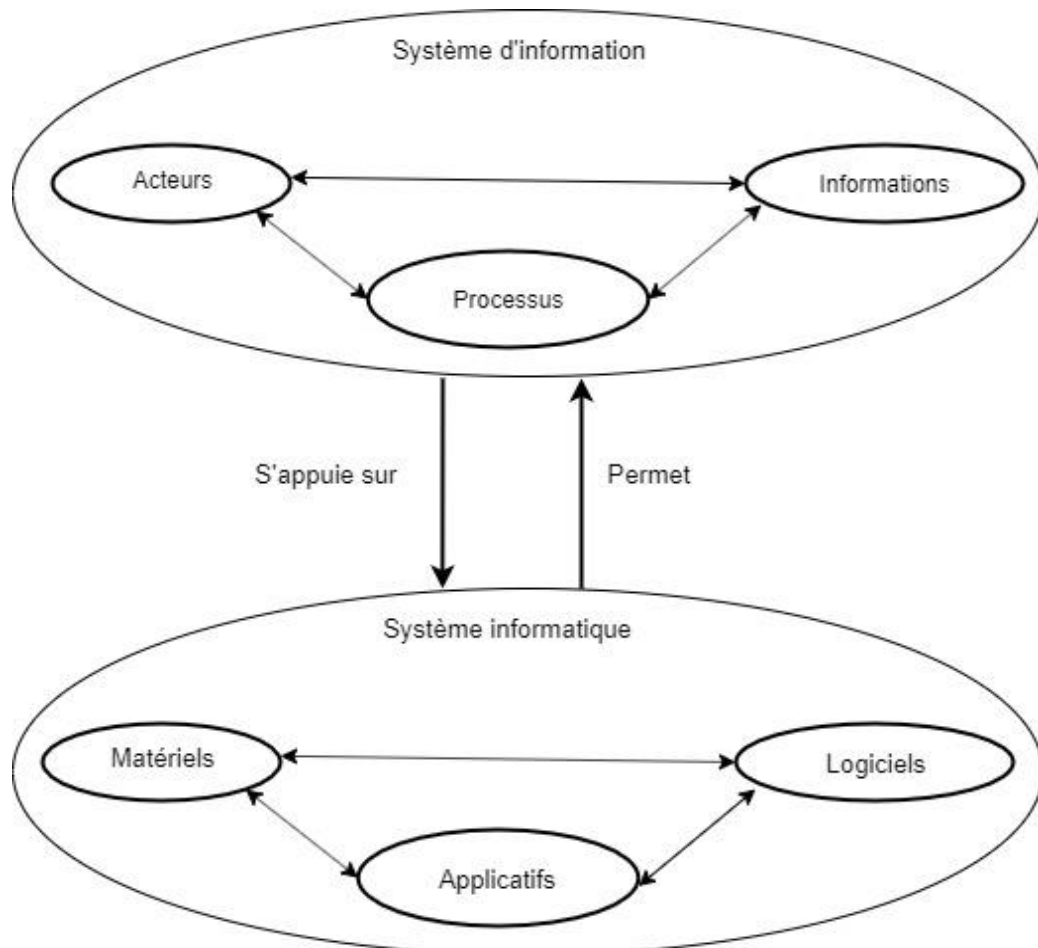 Système d'information
Acteurs
Informations
Processus
S'appuie sur
Permet
Système informatique
Matériels
Logiciels
Applicatifs